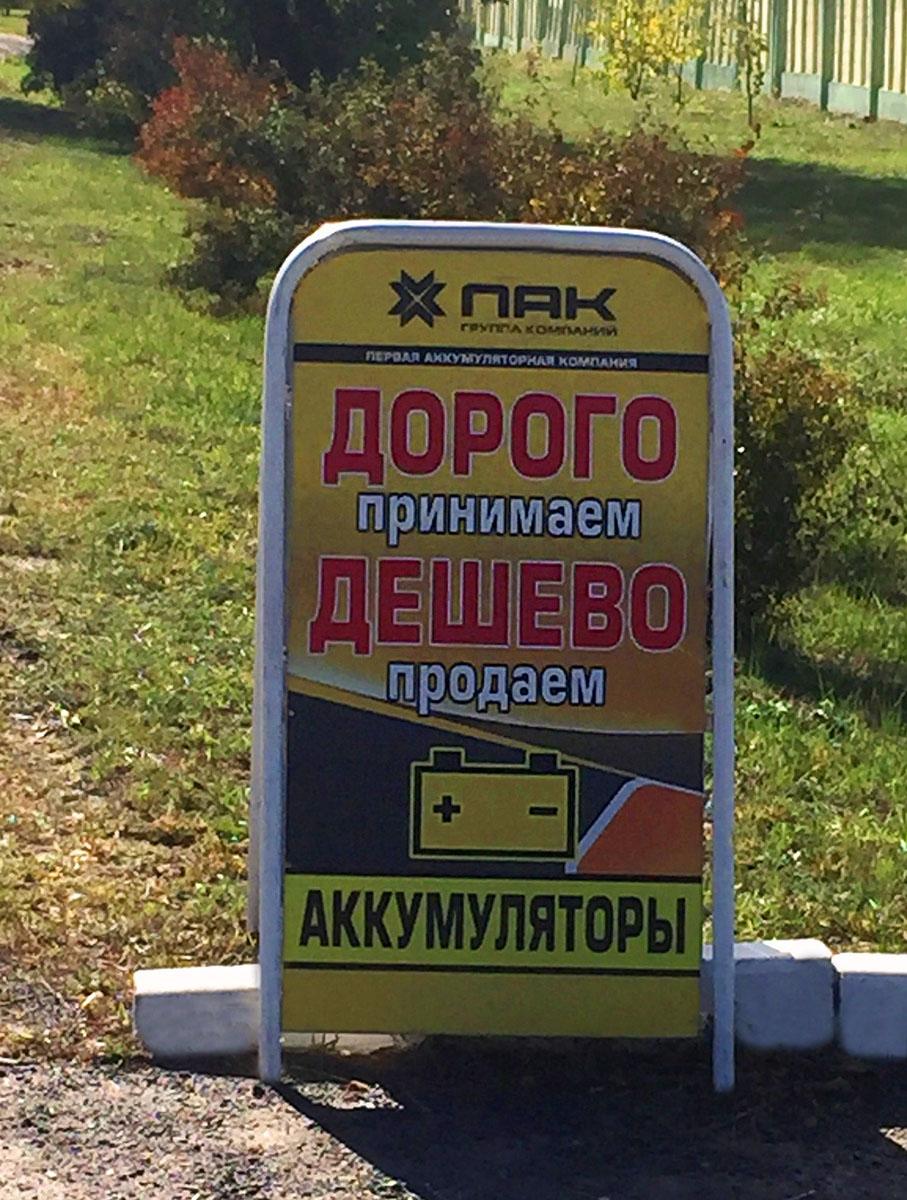 ПАК
ГРУППА КОМПАНИЙ
ПЕРВАЯ АККУМУЛЯТОРНАЯ КОМПАНИЯ
ДОРОГО
принимаем
ДЕШЕВО
продаем
+ −
АККУМУЛЯТОРЫ